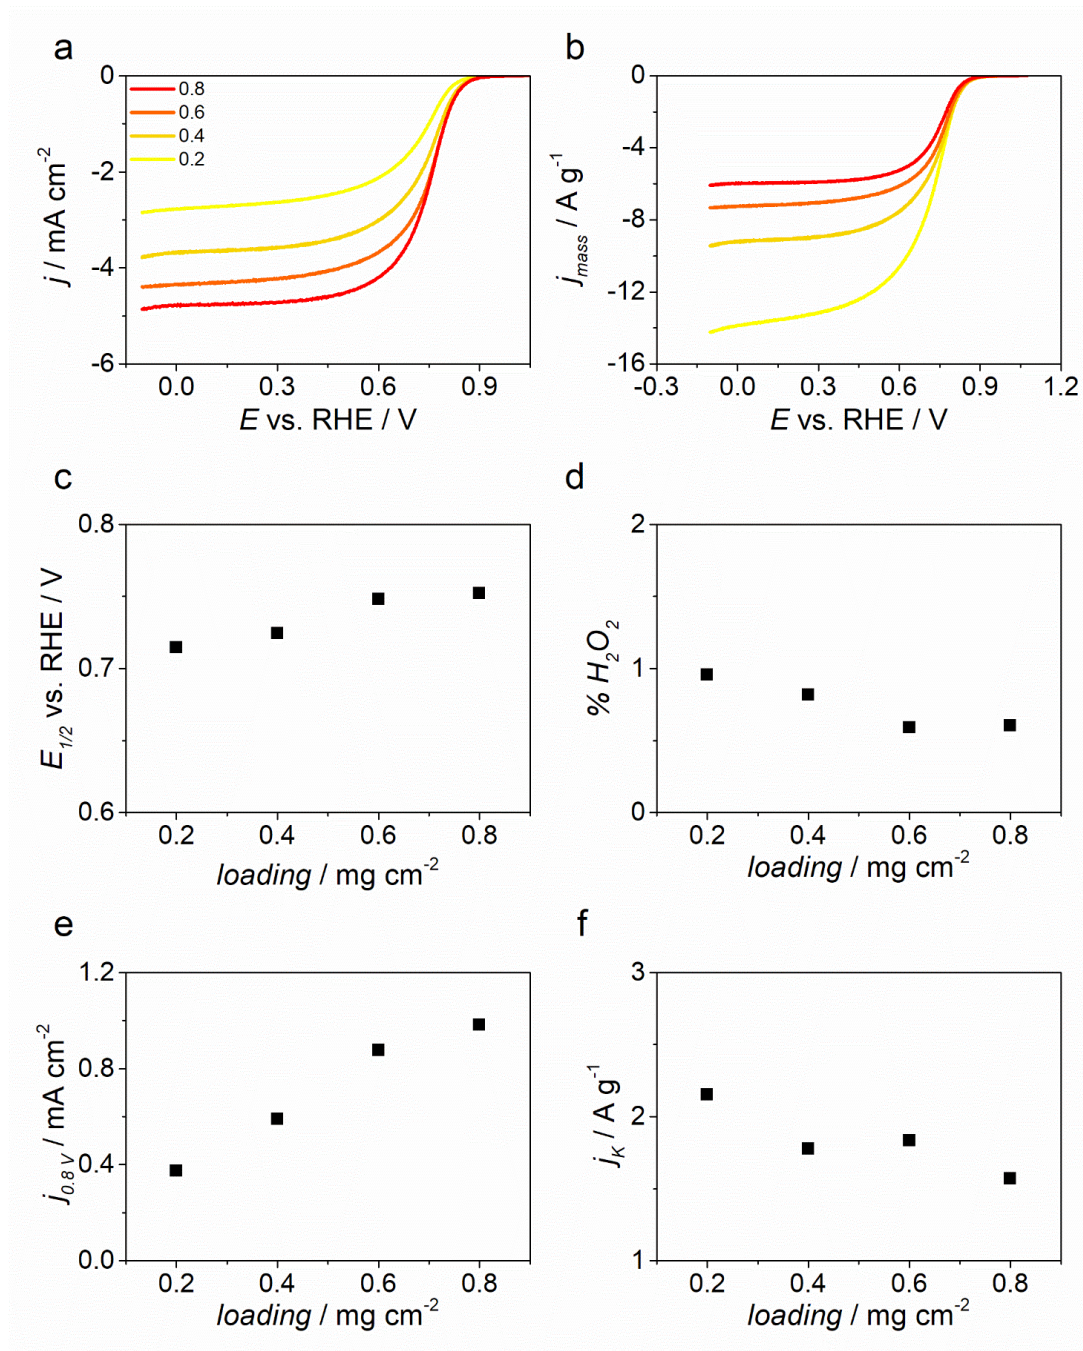 a
0
-2
-4
-6
j / mA cm-2
0.8
0.6
0.4
0.2
0.0 0.3 0.6 0.9
E vs. RHE / V
b
0
-4
-8
-12
-16
jmass / A g-1
-0.3 0.0 0.3 0.6 0.9 1.2
E vs. RHE / V
c
0.8
0.7
0.6
E1/2 vs. RHE / V
0.2 0.4 0.6 0.8
loading / mg cm-2
d
2
1
0
% H2O2
0.2 0.4 0.6 0.8
loading / mg cm-2
e
1.2
0.8
0.4
0.0
j0.8 V / mA cm-2
0.2 0.4 0.6 0.8
loading / mg cm-2
f
3
2
1
jK / A g-1
0.2 0.4 0.6 0.8
loading / mg cm-2